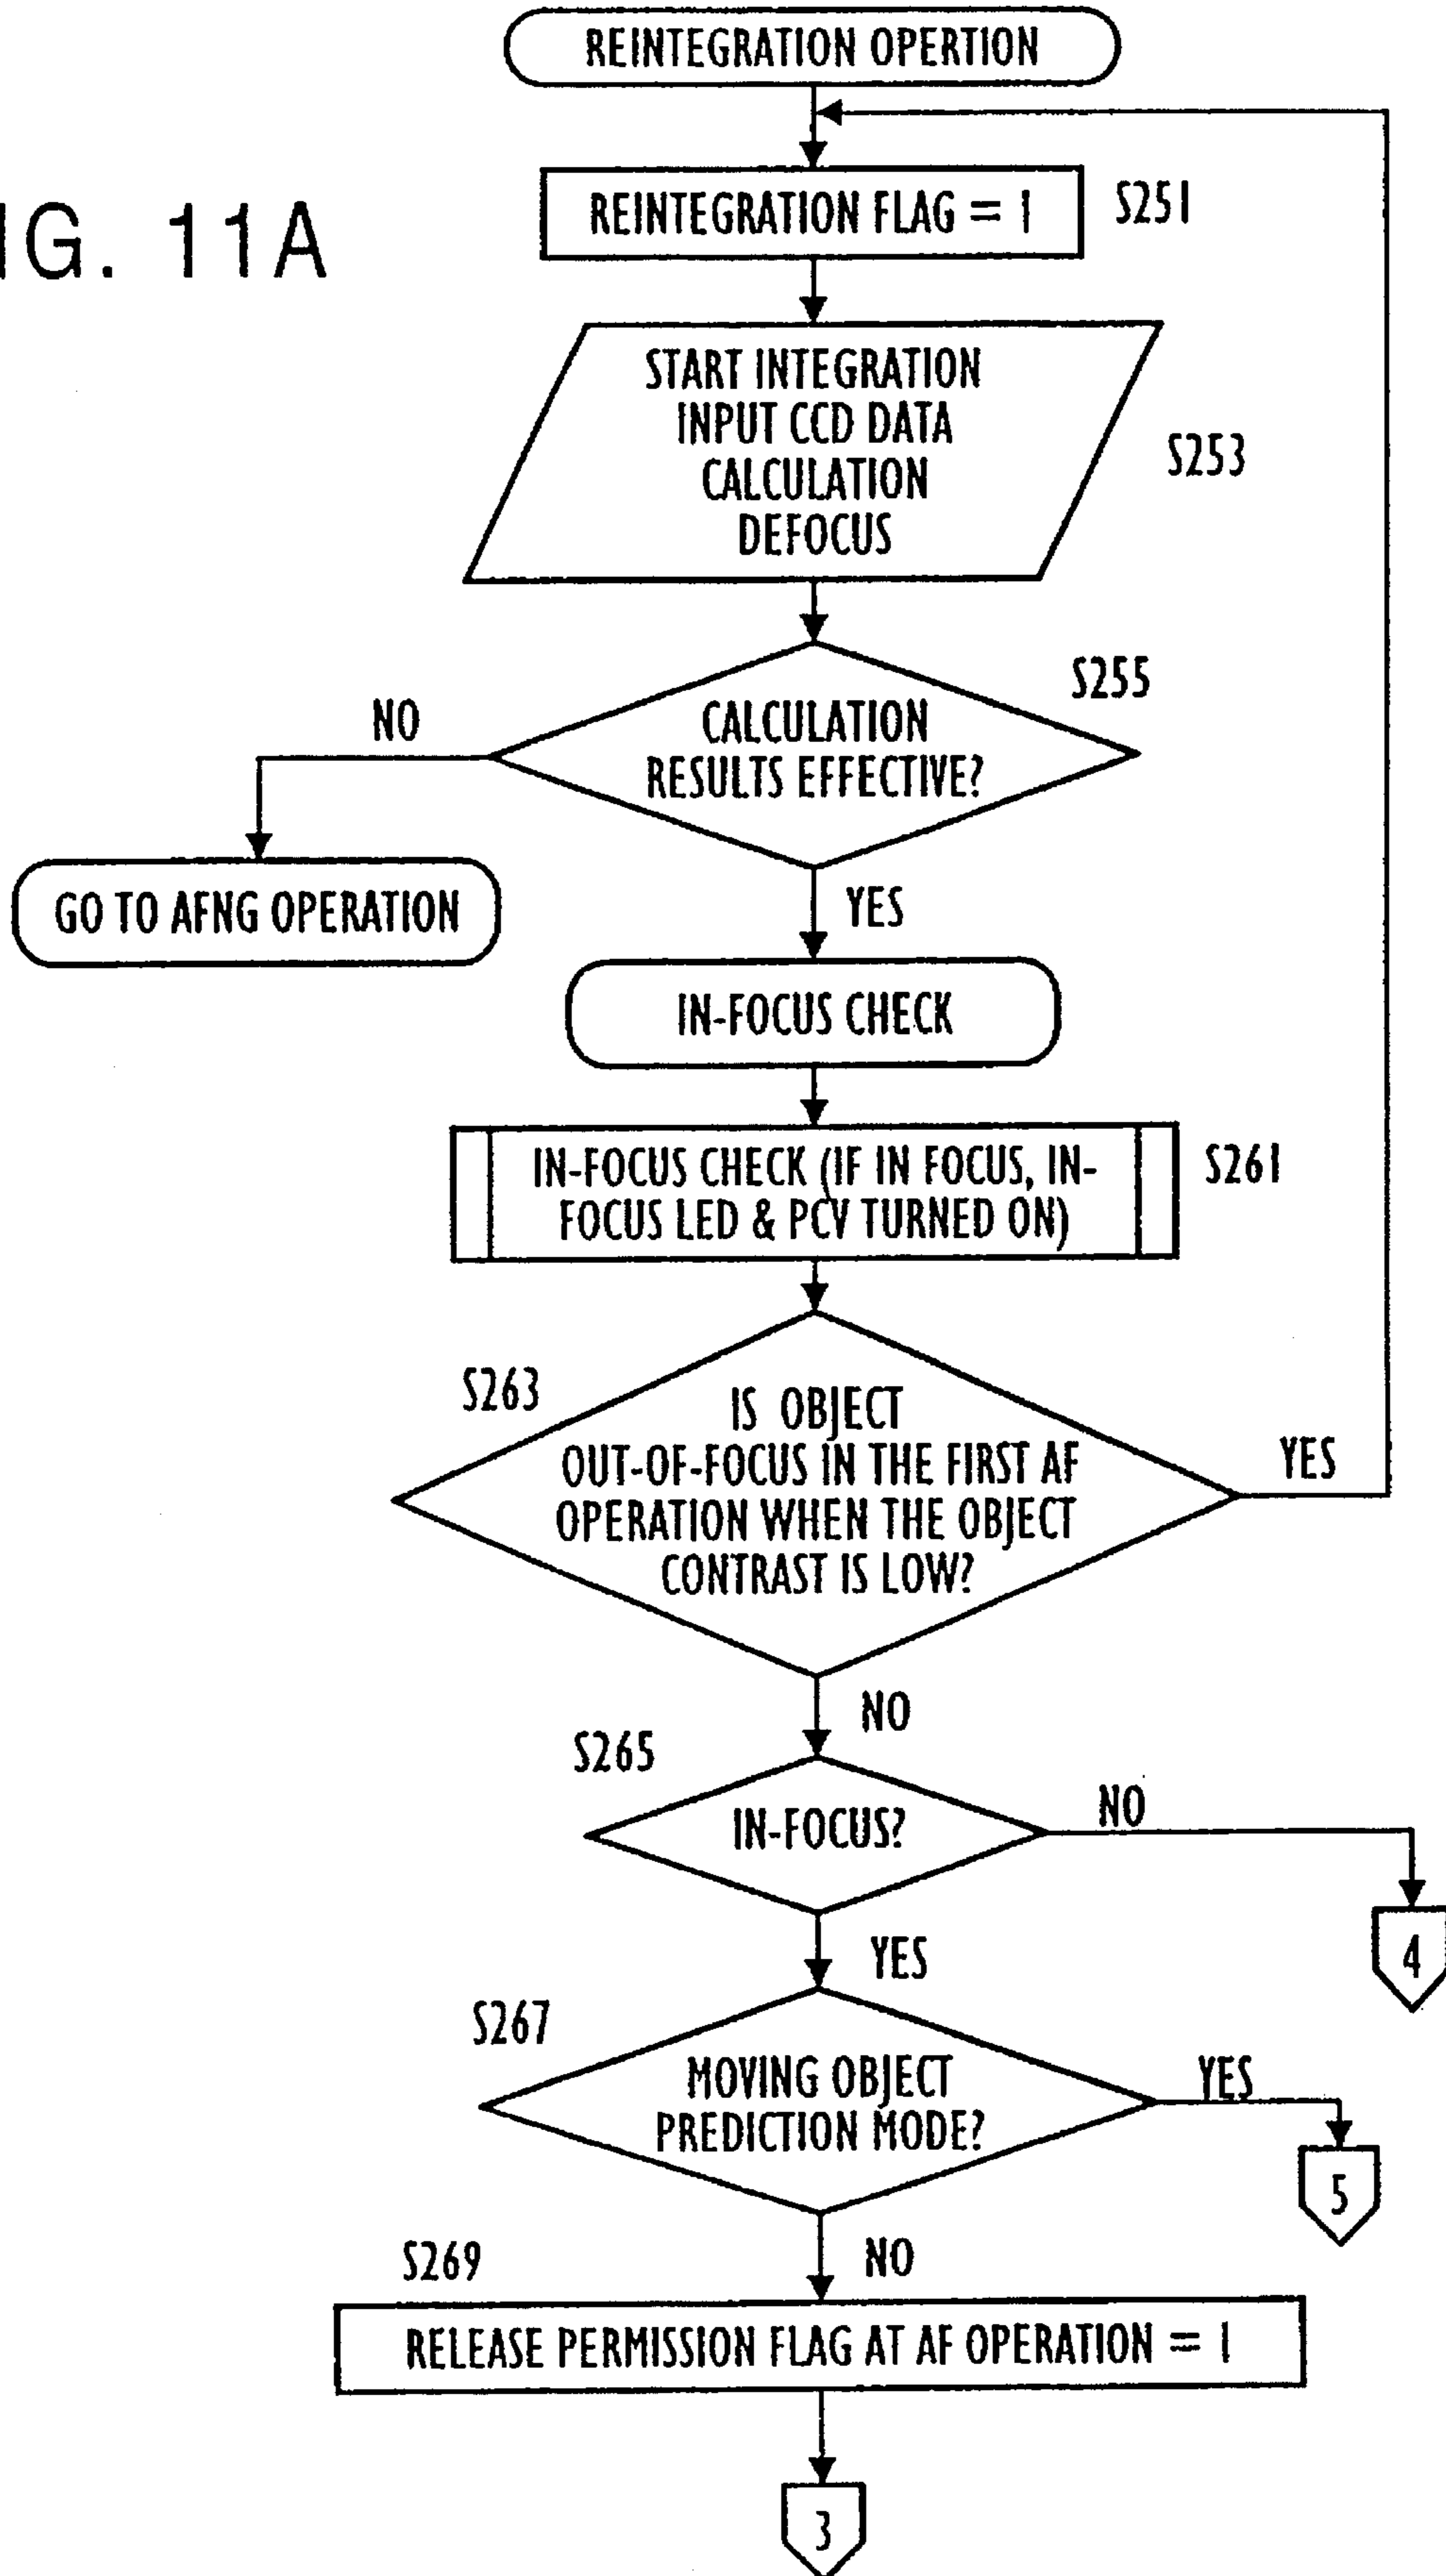 REINTEGRATION OPERTION
IG. 11A
REINTEGRATION FLAG = 1
S251
START INTEGRATION
INPUT CCD DATA
CALCULATION
DEFOCUS
S253
S255
CALCULATION
RESULTS EFFECTIVE?
NO
GO TO AFNG OPERATION
YES
IN-FOCUS CHECK
IN-FOCUS CHECK (IF IN FOCUS, IN-
FOCUS LED & PCV TURNED ON)
S261
S263
IS OBJECT
OUT-OF-FOCUS IN THE FIRST AF
OPERATION WHEN THE OBJECT
CONTRAST IS LOW?
YES
NO
S265
IN-FOCUS?
NO
4
YES
S267
MOVING OBJECT
PREDICTION MODE?
YES
5
NO
S269
RELEASE PERMISSION FLAG AT AF OPERATION = 1
3